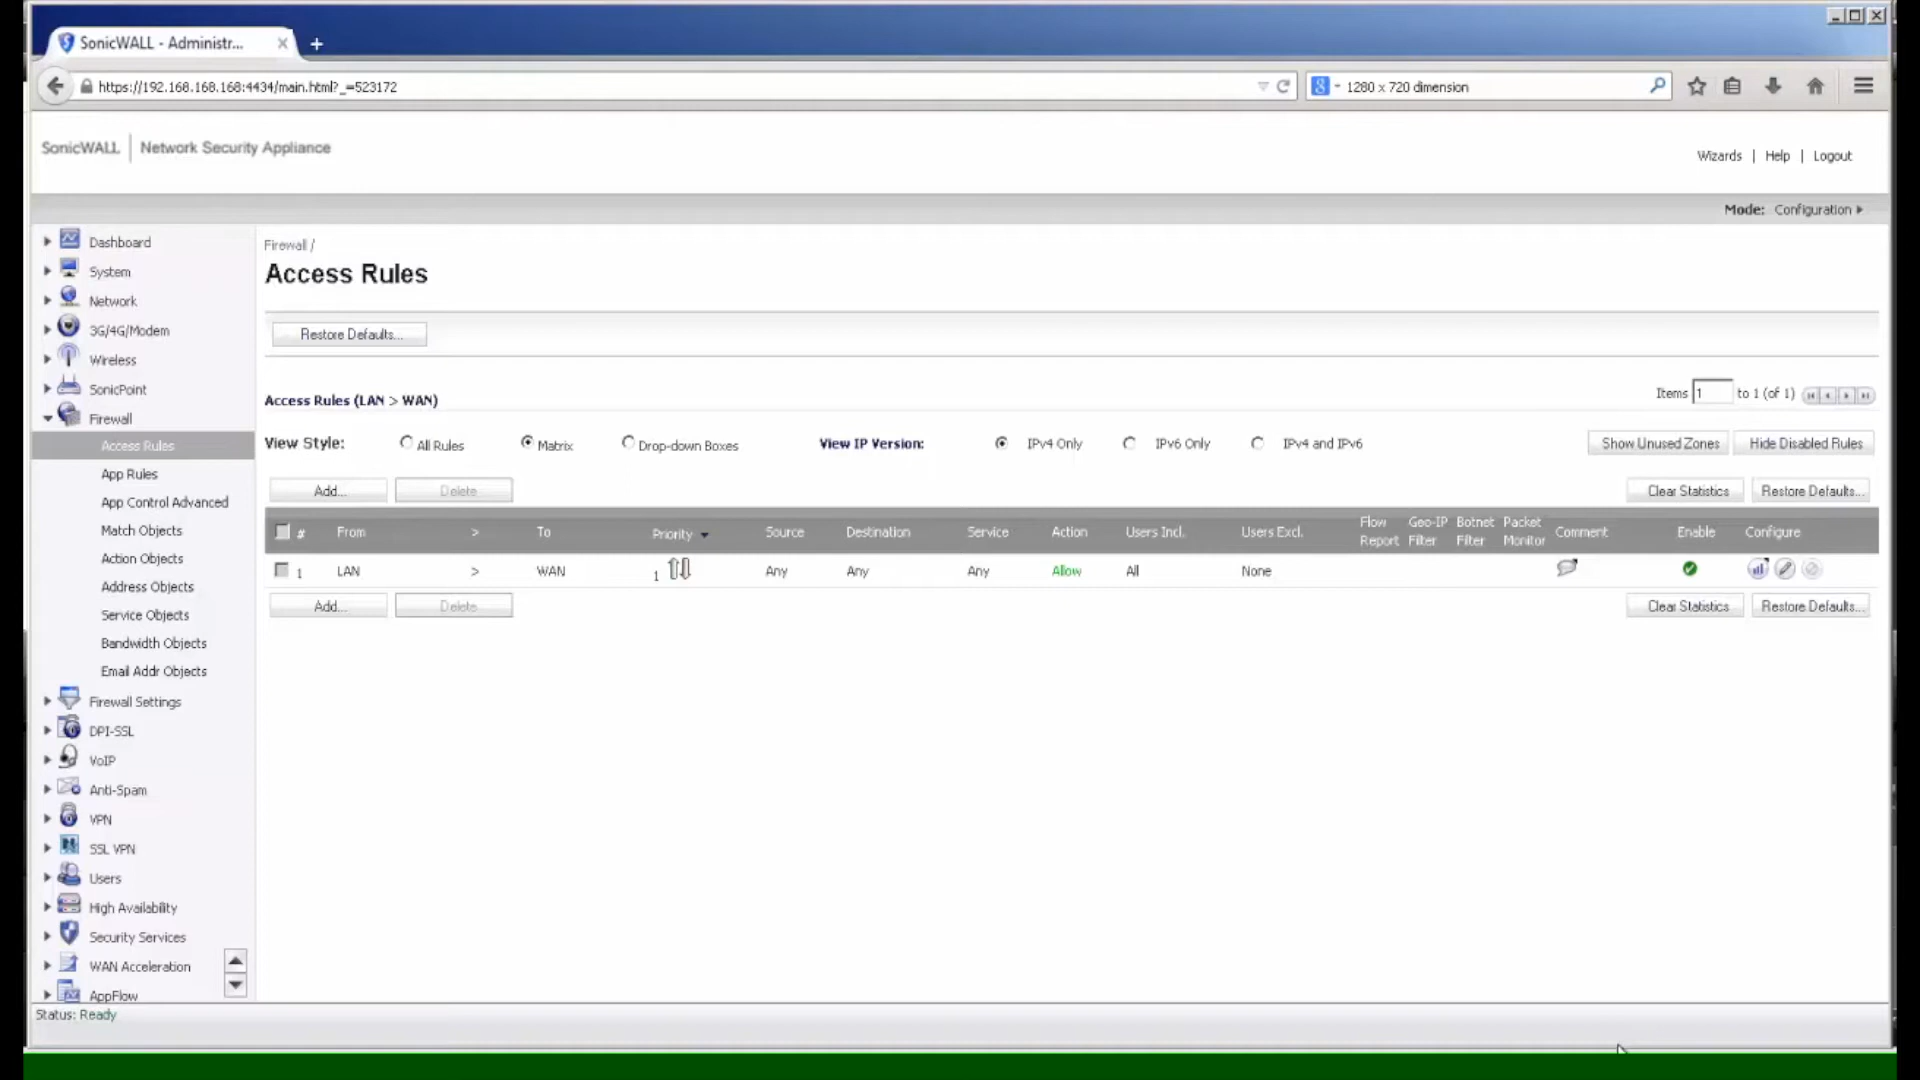 SonicWALL - Administr...
https://192.168.168.168:4434/main.html?_=523172
1280 x 720 dimension
SonicWALL | Network Security Appliance
Wizards | Help | Logout
Mode: Configuration
Dashboard
System
Network
3G/4G/Modem
Wireless
SonicPoint
Firewall
Access Rules
App Rules
App Control Advanced
Match Objects
Action Objects
Address Objects
Service Objects
Bandwidth Objects
Email Addr Objects
Firewall Settings
DPI-SSL
VoIP
Anti-Spam
VPN
SSL VPN
Users
High Availability
Security Services
WAN Acceleration
AppFlow
Firewall /
Access Rules
Restore Defaults...
Access Rules (LAN > WAN)
Items 1 to 1 (of 1)
View Style: All Rules Matrix Drop-down Boxes View IP Version: IPv4 Only IPv6 Only IPv4 and IPv6 Show Unused Zones Hide Disabled Rules
Add... Delete Clear Statistics Restore Defaults...
# From > To Priority Source Destination Service Action Users Incl. Users Excl. Flow Report Geo-IP Filter Botnet Filter Packet Monitor Comment Enable Configure
1 LAN > WAN 1 Any Any Any Allow All None
Add... Delete Clear Statistics Restore Defaults...
Status: Ready